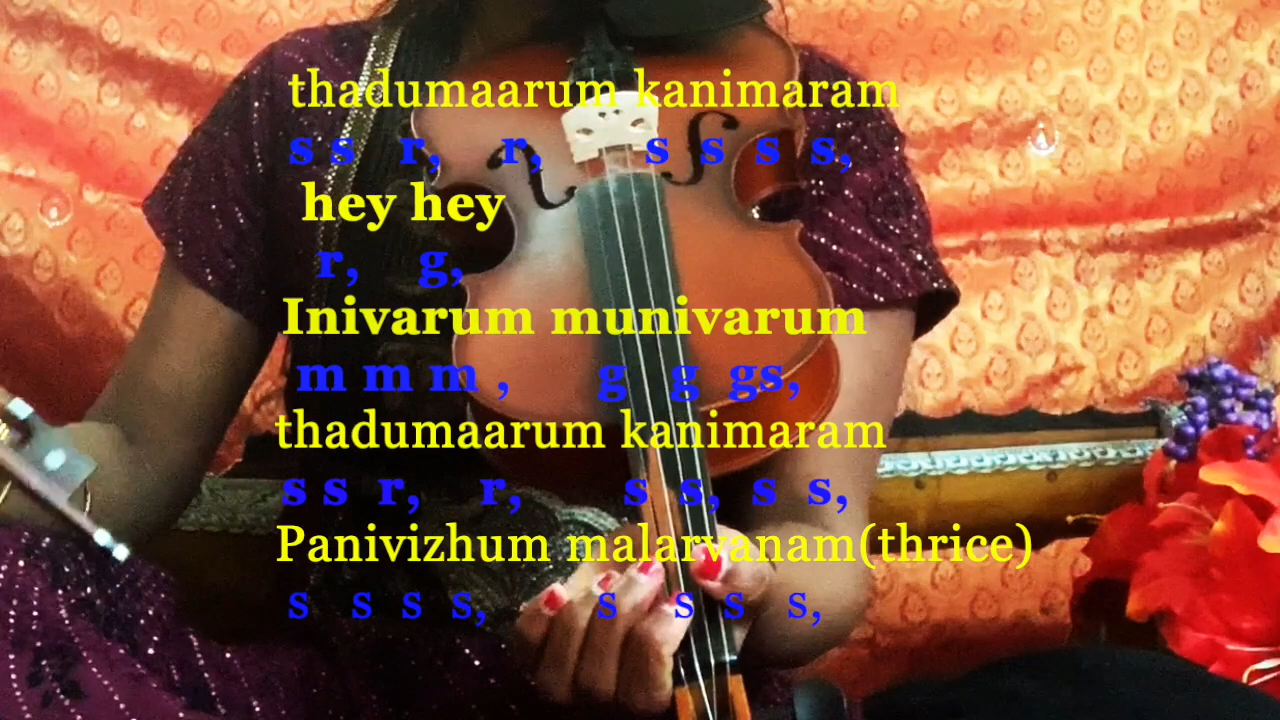 thadumaarum kanimaram
s s r, r, s s s s,
hey hey
r, g,
Inivarum munivarum
m m m , g g gs,
thadumaarum kanimaram
s s r, r, s s, s s,
Panivizhum malarvanam(thrice)
s s s s, s s s s,